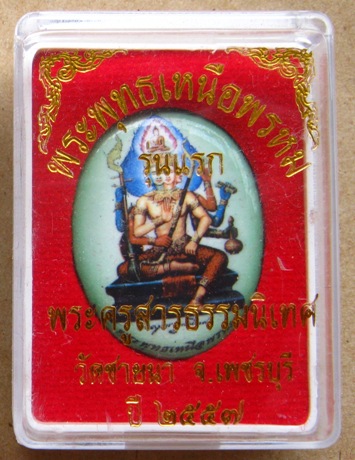 พระพุทธเหนือพรหม
รุ่นแรก
พระครูสารธรรมนิเทศ
วัดชายนา จ.เพชรบุรี
ปี ๒๕๕๗